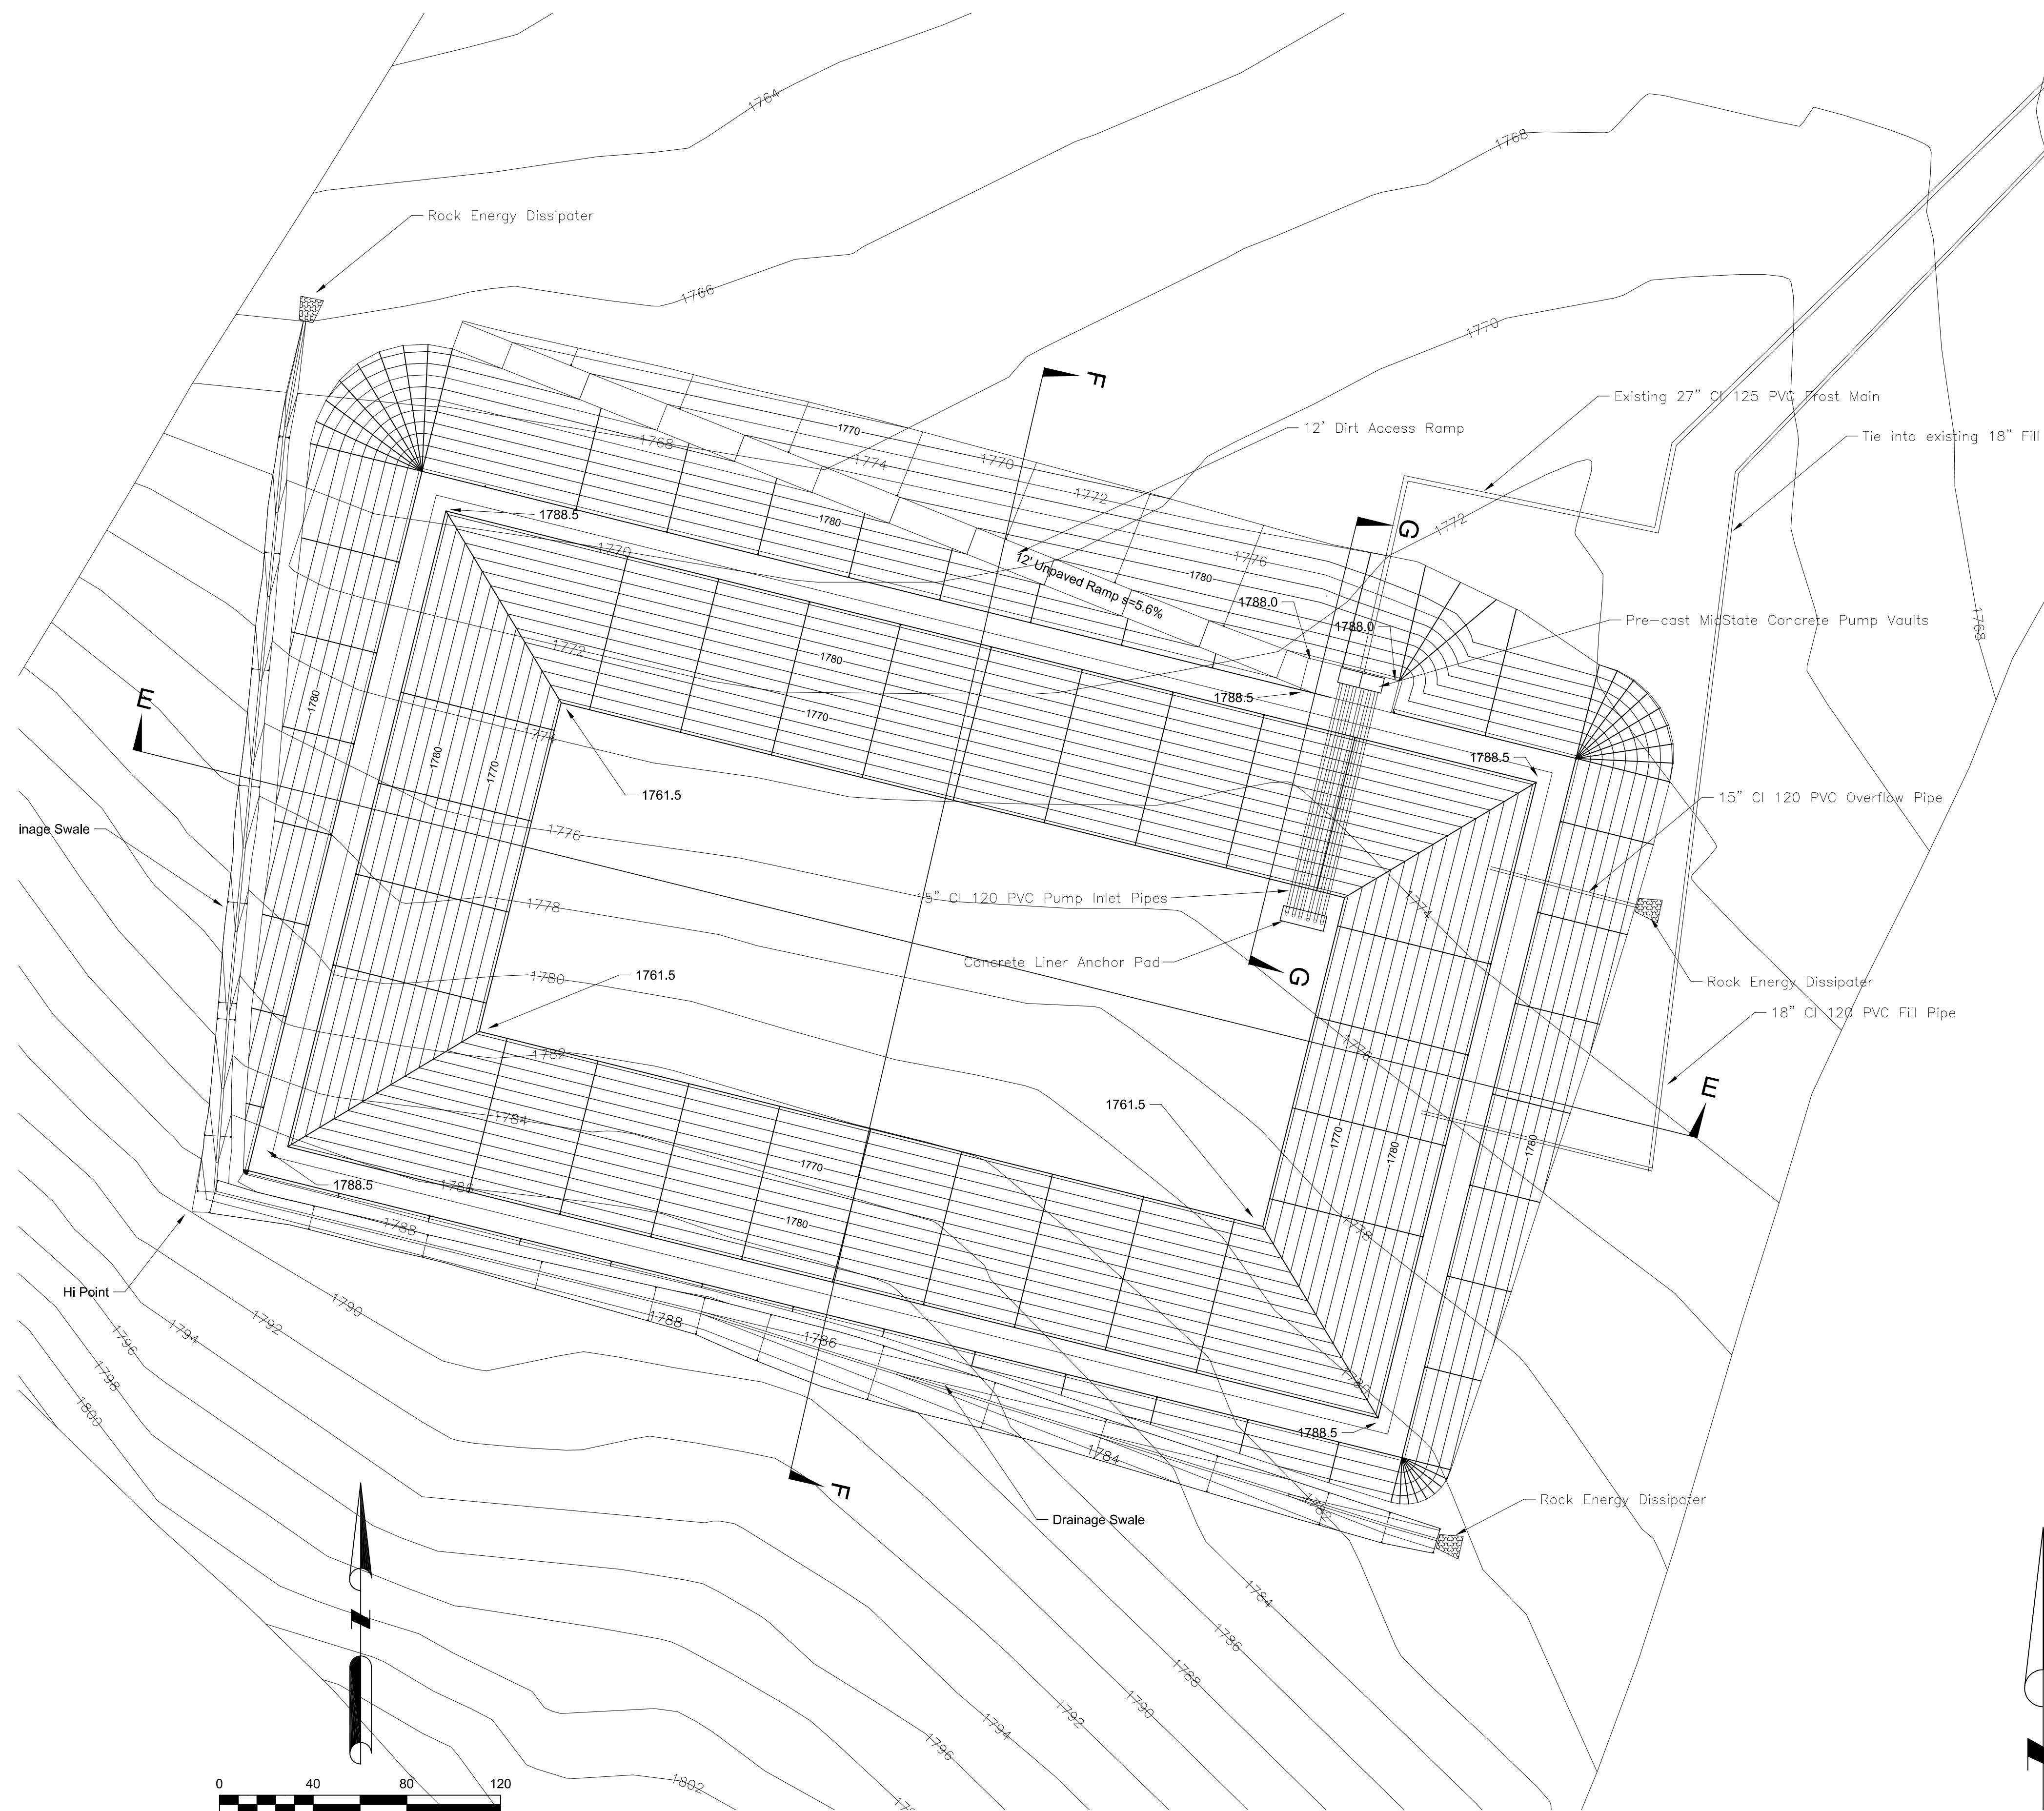 1764
1768
Rock Energy Dissipater
1766
1770
F
Existing 27" Cl 125 PVC Frost Main
12' Dirt Access Ramp
1770
1768
Tie into existing 18" Fill
1774
1770
1772
1788.5
1780
G
1772
1770
1776
12' Unpaved Ramp s=5.6%
1780
1788.0
1788.0
Pre-cast MidState Concrete Pump Vaults
1768
1772
1780
1780
E
1788.5
1770
1774
1780
1770
1788.5
1761.5
15" Cl 120 PVC Overflow Pipe
inage Swale
1776
15" Cl 120 PVC Pump Inlet Pipes
1778
1774
Concrete Liner Anchor Pad
1761.5
1780
G
Rock Energy Dissipater
18" Cl 120 PVC Fill Pipe
1782
1776
E
1761.5
1784
1770
1780
1780
1770
1788.5
1786
1788
1780
1778
Hi Point
1790
1792
1788
1786
1794
1796
1780
1798
1788.5
1800
1784
F
1782
Rock Energy Dissipater
Drainage Swale
1784
N
1786
1788
1790
1792
1794
1796
N
0 40 80 120
1802